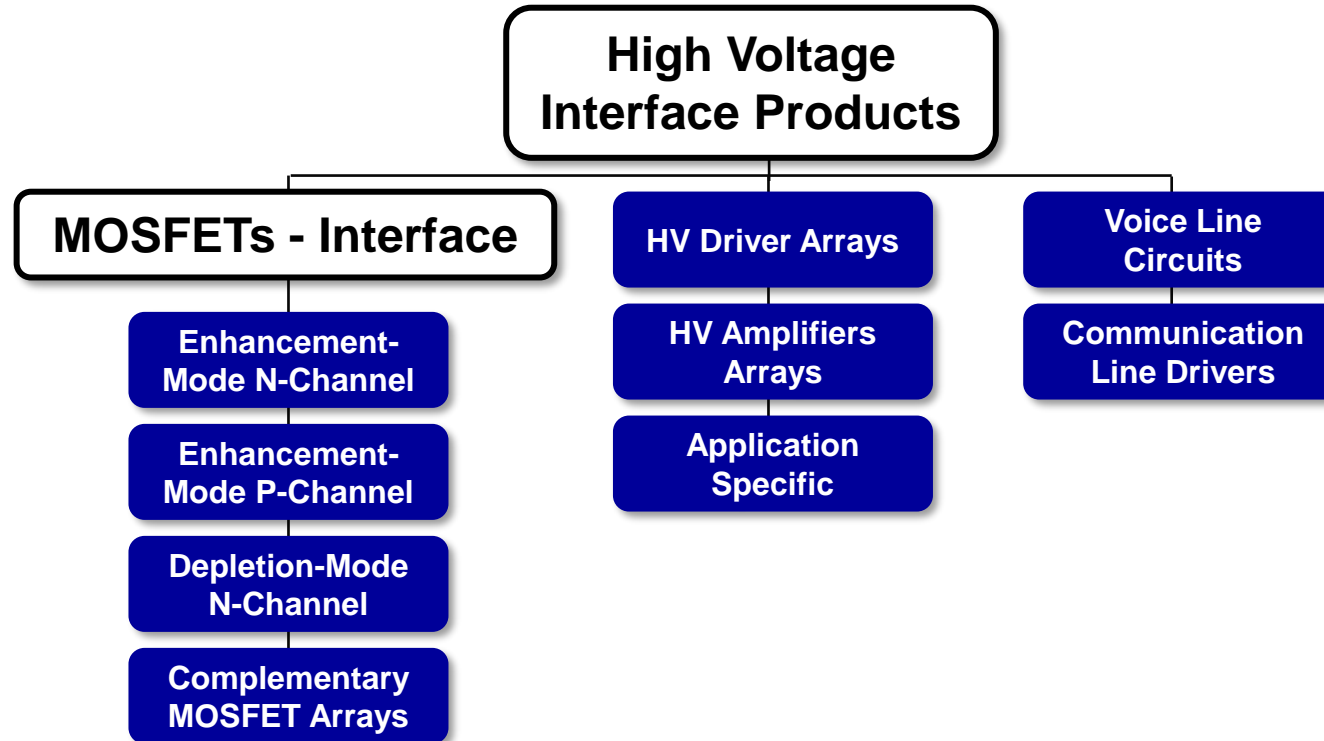 High Voltage
Interface Products
MOSFETs - Interface
Enhancement-
Mode N-Channel
Enhancement-
Mode P-Channel
Depletion-Mode
N-Channel
Complementary
MOSFET Arrays
HV Driver Arrays
HV Amplifiers
Arrays
Application
Specific
Voice Line
Circuits
Communication
Line Drivers